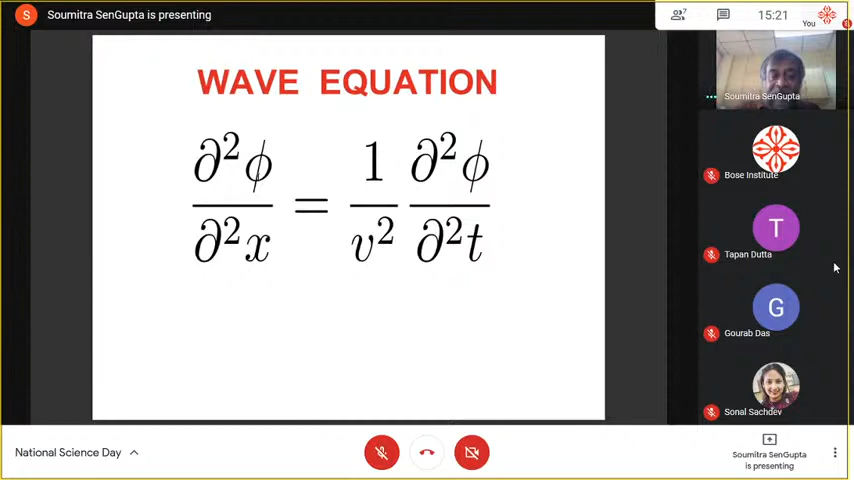 Soumitra SenGupta is presenting
S
7
15:21
You
WAVE EQUATION
∂²ϕ/∂²x = 1/v² ∂²ϕ/∂²t
Soumitra SenGupta
Bose Institute
T
Tapan Dutta
G
Gourab Das
Sonal Sachdev
National Science Day
Soumitra SenGupta
is presenting